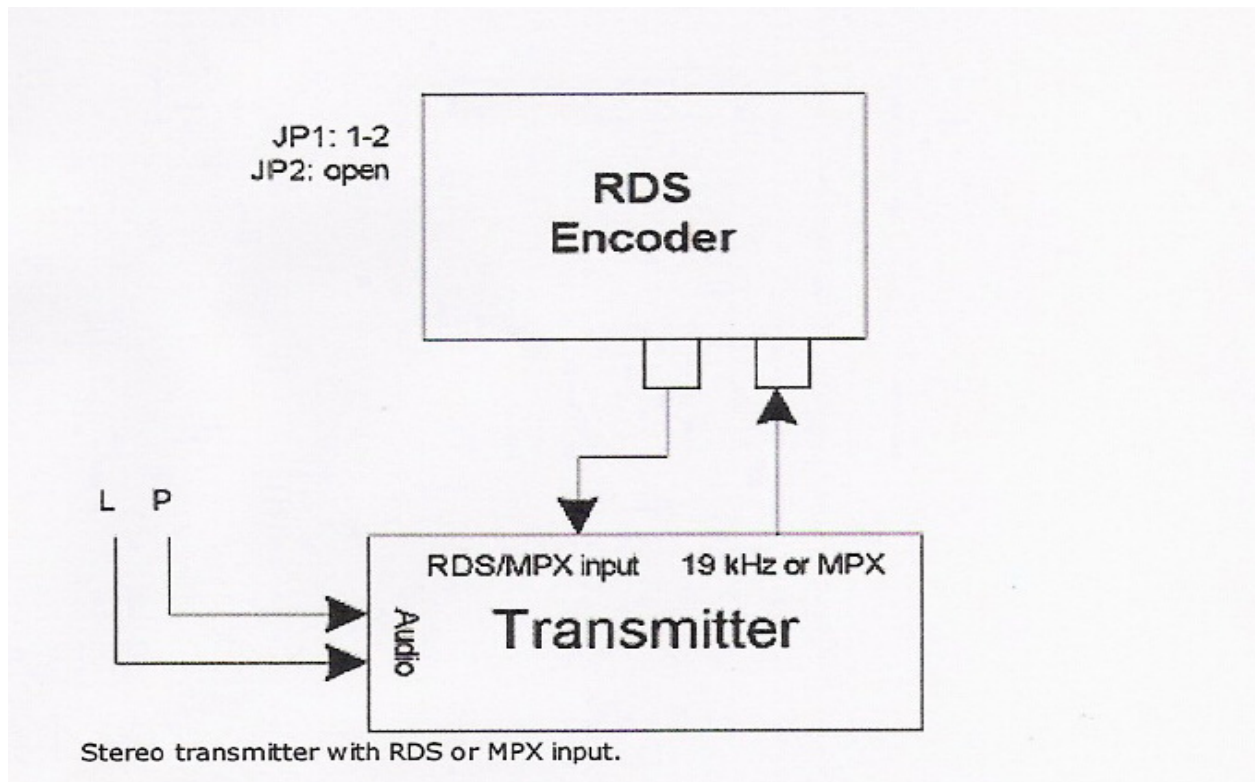 JP1: 1-2
JP2: open
RDS
Encoder
L P
RDS/MPX input 19 kHz or MPX
Audio
Transmitter
Stereo transmitter with RDS or MPX input.